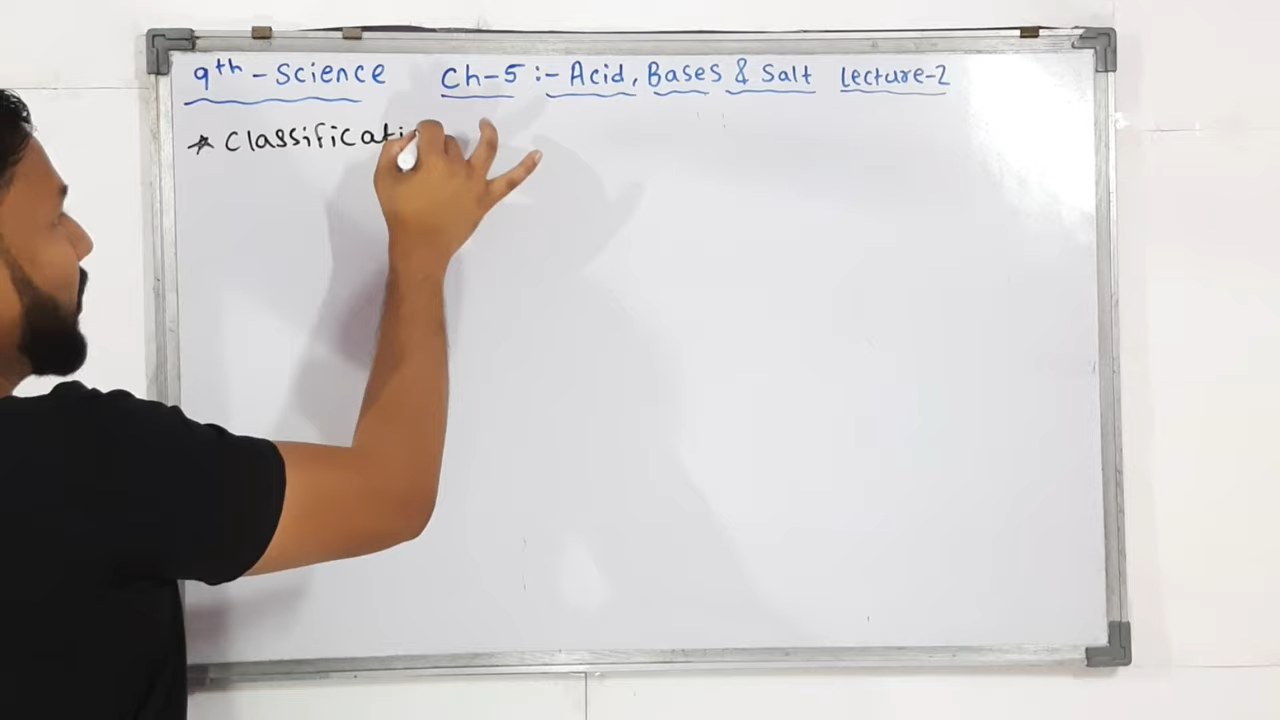 9th - Science Ch-5 :- Acid, Bases & Salt Lecture-2
* Classificati